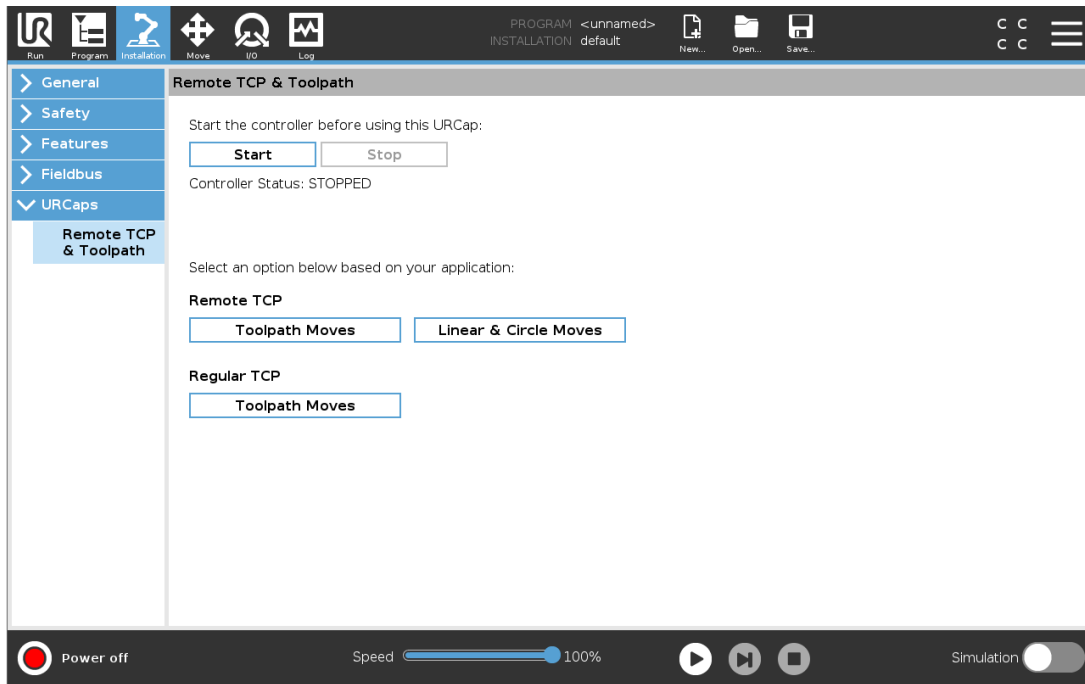 PROGRAM <unnamed>
INSTALLATION default
UR
Run
Program
Installation
Move
I/O
Log
New...
Open...
Save...
C C
C C
General
Safety
Features
Fieldbus
URCaps
Remote TCP
& Toolpath
Remote TCP & Toolpath
Start the controller before using this URCap:
Start Stop
Controller Status: STOPPED
Select an option below based on your application:
Remote TCP
Toolpath Moves Linear & Circle Moves
Regular TCP
Toolpath Moves
Power off
Speed 100%
Simulation